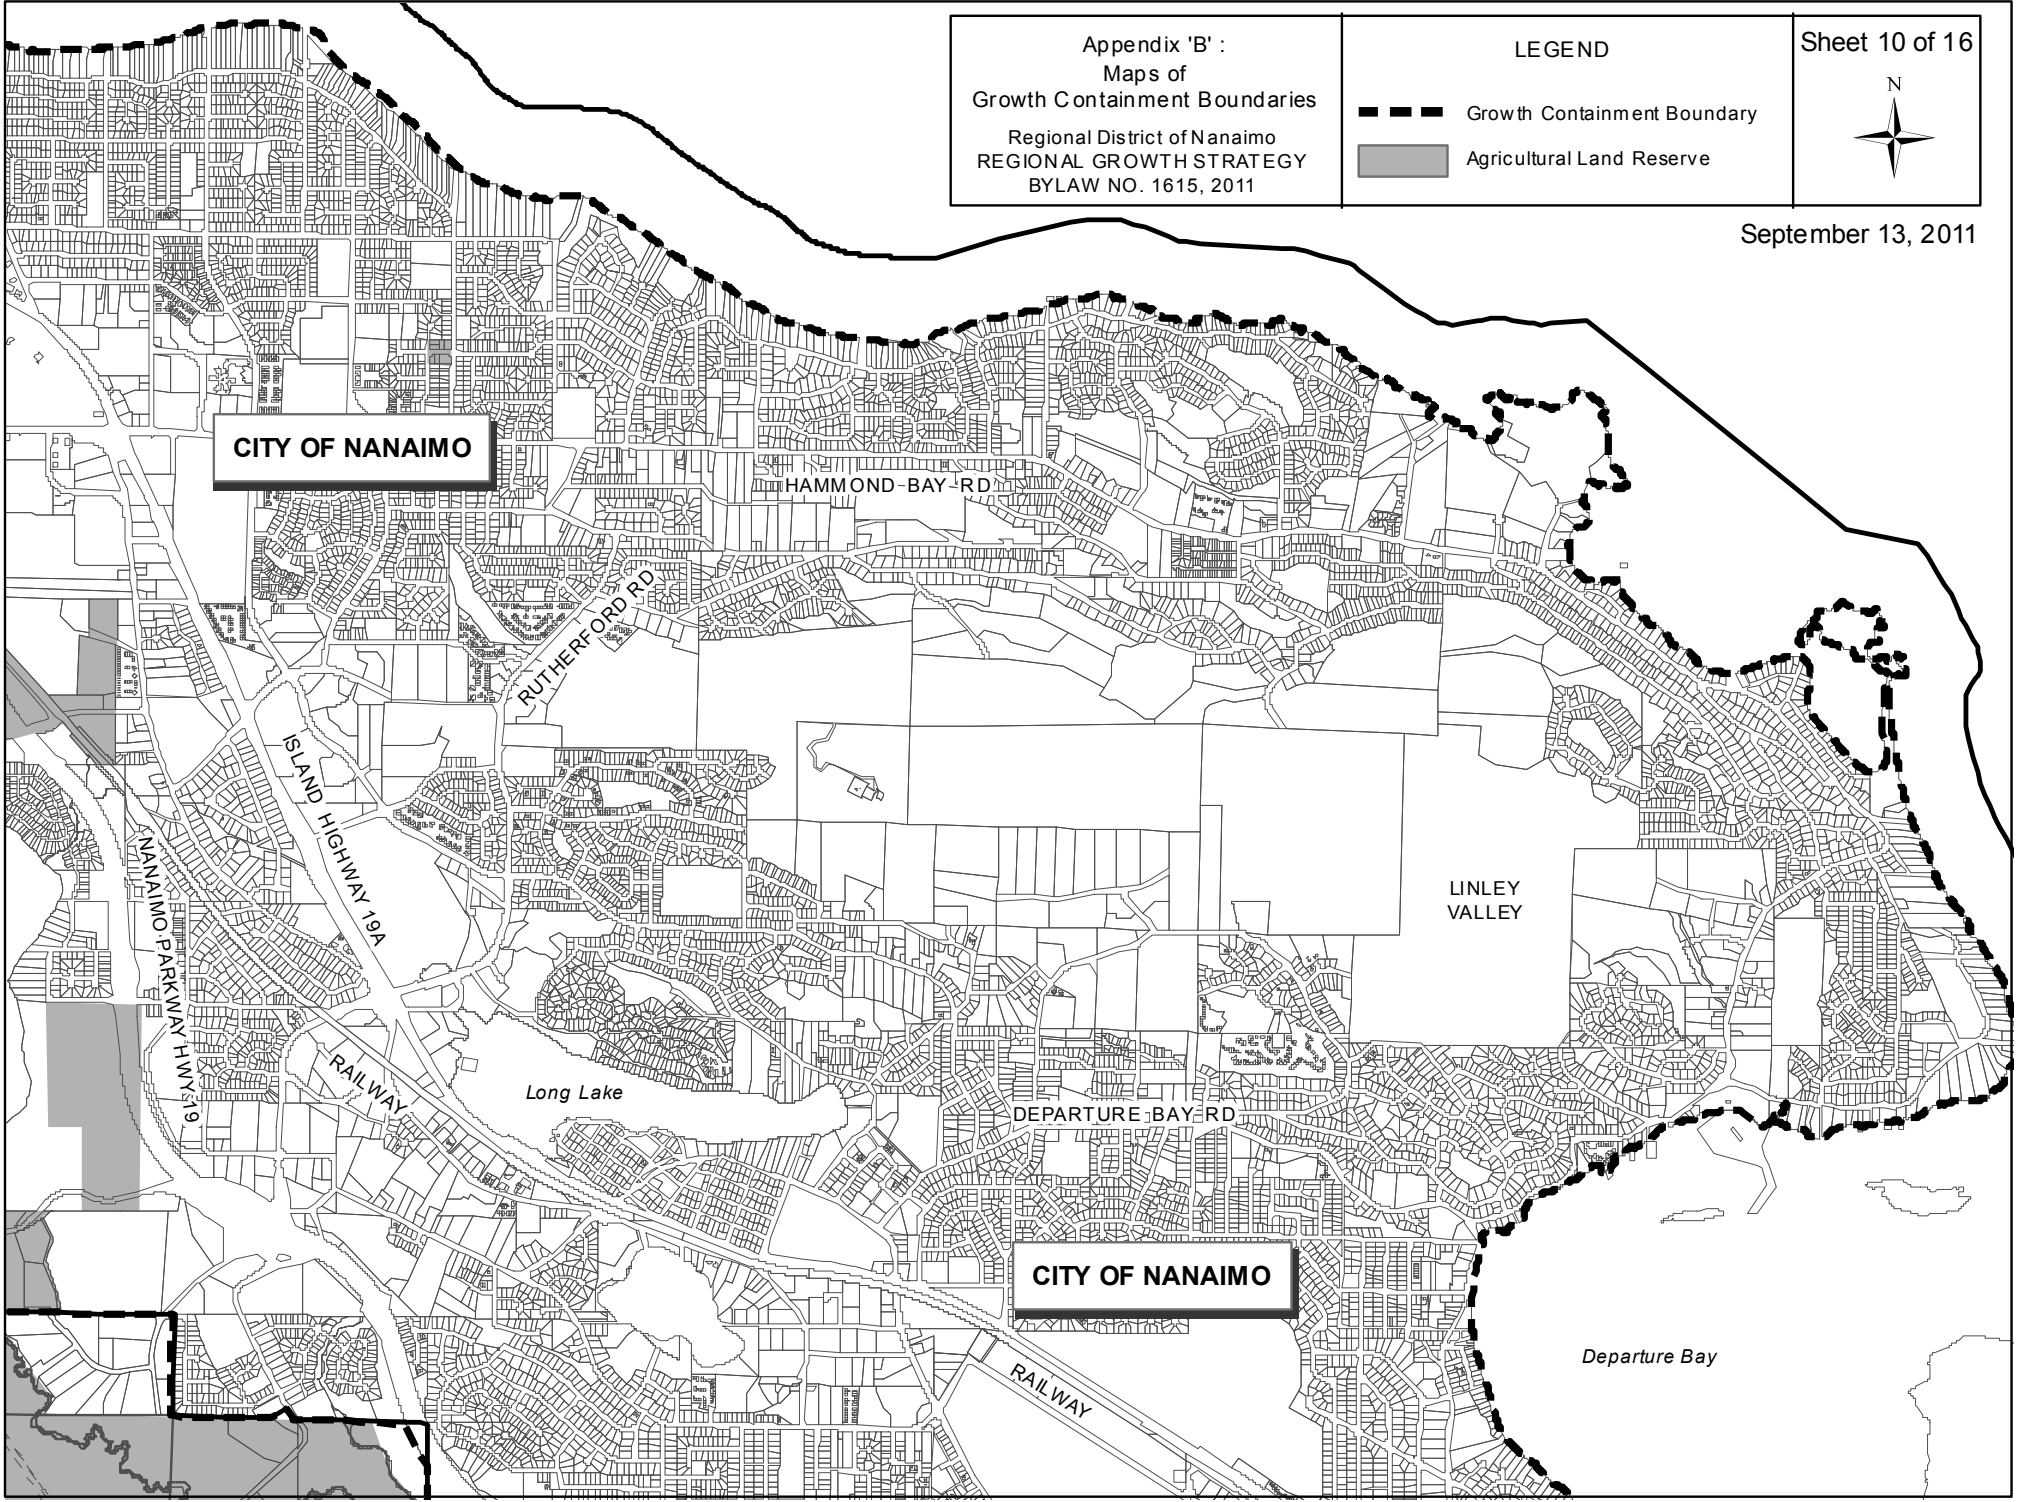 Appendix 'B' :
Maps of
Growth Containment Boundaries
Regional District of Nanaimo
REGIONAL GROWTH STRATEGY
BYLAW NO. 1615, 2011
LEGEND
Growth Containment Boundary
Agricultural Land Reserve
Sheet 10 of 16
N
September 13, 2011
CITY OF NANAIMO
HAMMOND BAY RD
RUTHERFORD RD
ISLAND HIGHWAY 19A
NANAIMO PARKWAY HWY 19
LINLEY
VALLEY
RAILWAY
Long Lake
DEPARTURE BAY RD
CITY OF NANAIMO
Departure Bay
RAILWAY